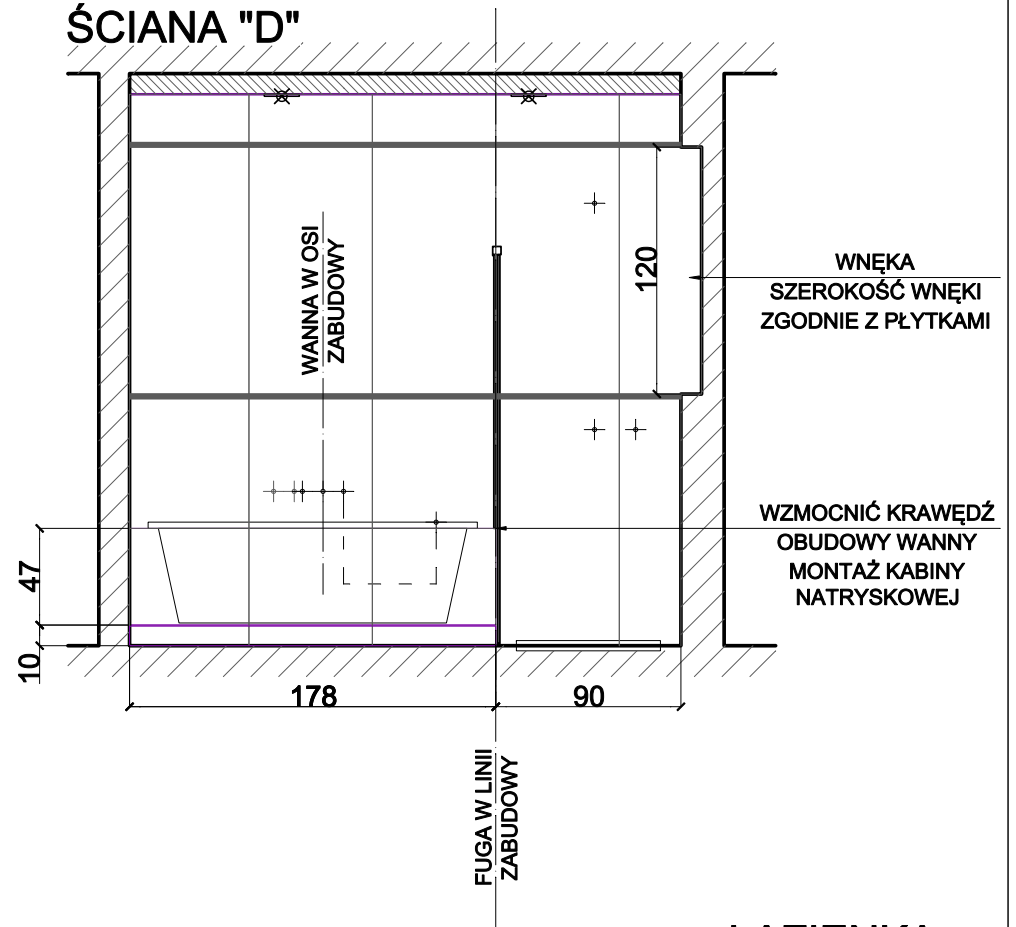 ŚCIANA "D"
WANNA W OSI
ZABUDOWY
120
WNĘKA
SZEROKOŚĆ WNĘKI
ZGODNIE Z PŁYTKAMI
WZMOCNIĆ KRAWĘDŹ
OBUDOWY WANNY
MONTAŻ KABINY
NATRYSKOWEJ
47
10
178
90
FUGA W LINII
ZABUDOWY